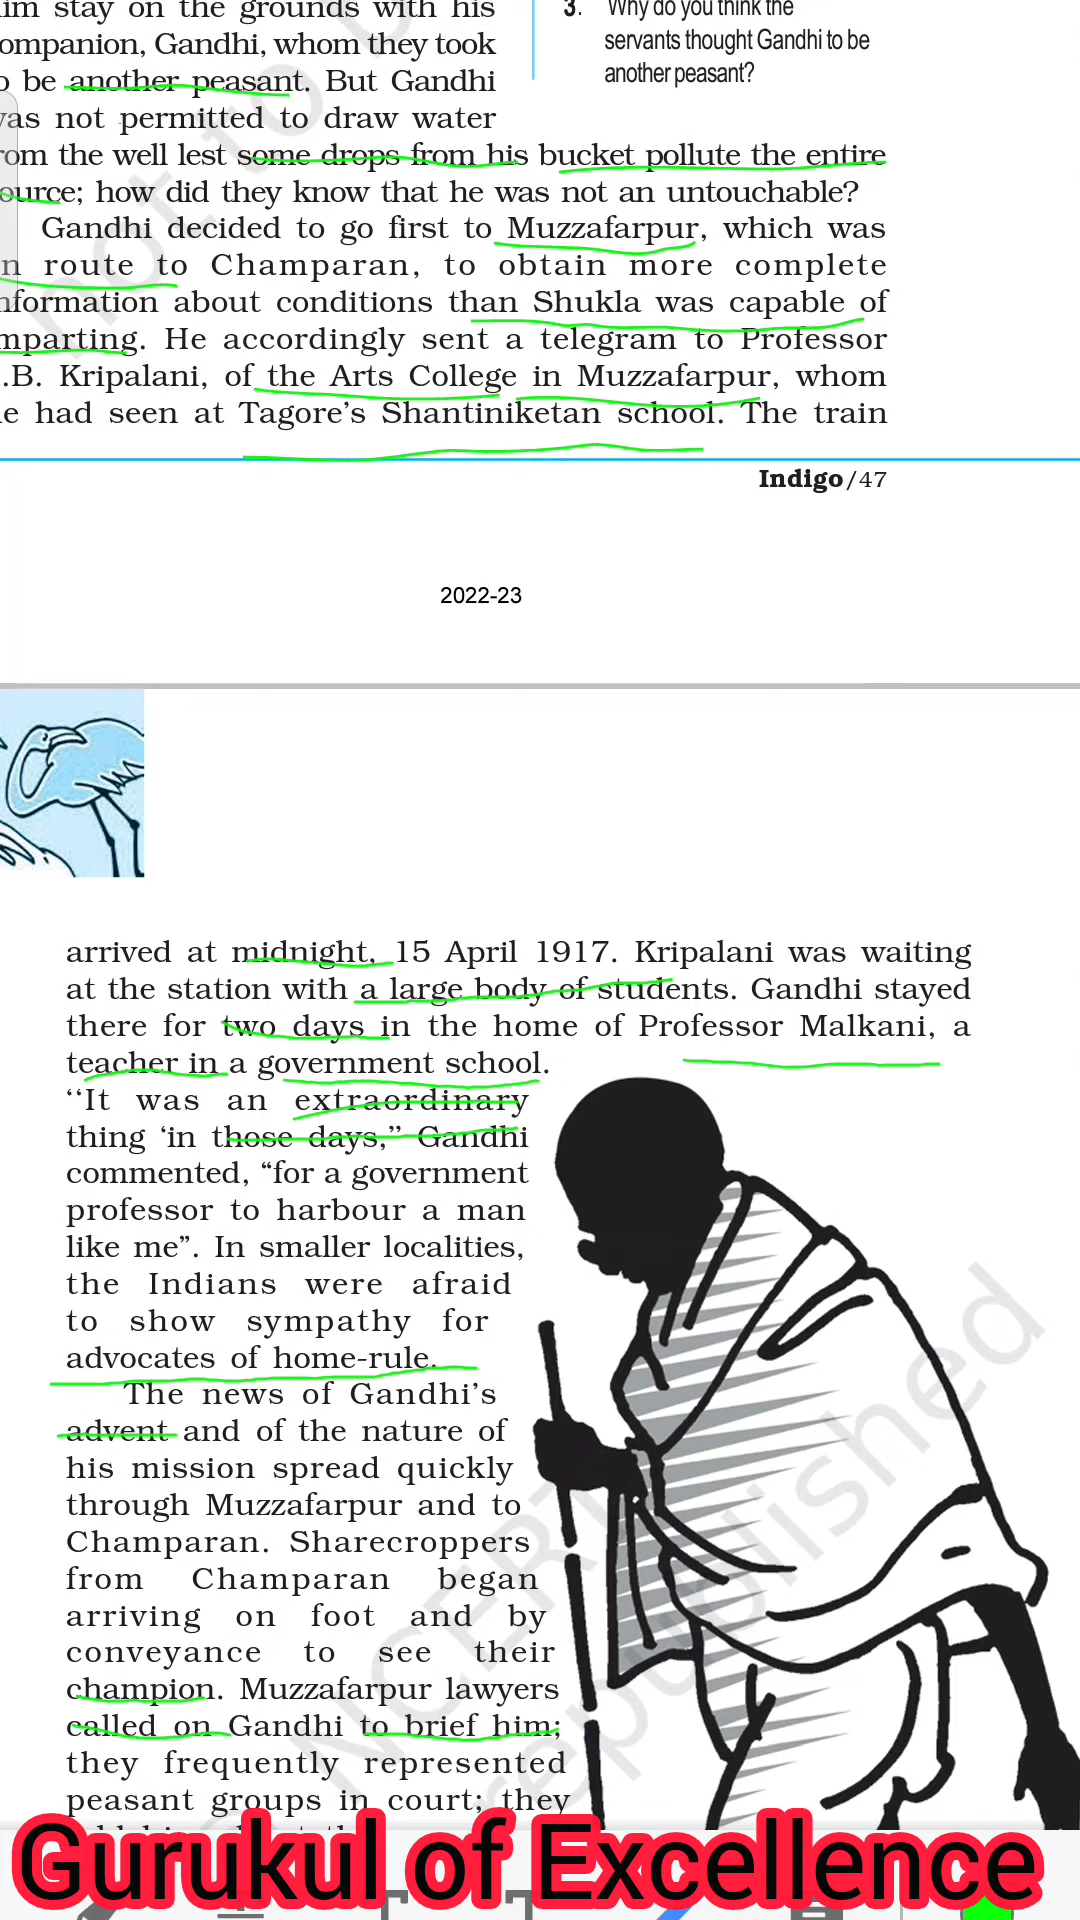 stay on the grounds with his
Gandhi, whom they took
be another peasant. But Gandhi
not permitted to draw water
the well lest some drops from his bucket pollute the entire
how did they know that he was not an untouchable?
Gandhi decided to go first to Muzzafarpur, which was
route to Champaran, to obtain more complete
about conditions than Shukla was capable of
He accordingly sent a telegram to Professor
.B. Kripalani, of the Arts College in Muzzafarpur, whom
had seen at Tagore's Shantiniketan school. The train
3. Why do you think the
servants thought Gandhi to be
another peasant?
Indigo/47
2022-23
arrived at midnight, 15 April 1917. Kripalani was waiting
at the station with a large body of students. Gandhi stayed
there for two days in the home of Professor Malkani, a
teacher in a government school.
‘‘It was an extraordinary
thing ‘in those days,’’ Gandhi
commented, “for a government
professor to harbour a man
like me”. In smaller localities,
the Indians were afraid
to show sympathy for
advocates of home-rule.
The news of Gandhi's
advent and of the nature of
his mission spread quickly
through Muzzafarpur and to
Champaran. Sharecroppers
from Champaran began
arriving on foot and by
conveyance to see their
champion. Muzzafarpur lawyers
called on Gandhi to brief him;
they frequently represented
peasant groups in court; they
not to
NCERT
republished
Gurukul of Excellence